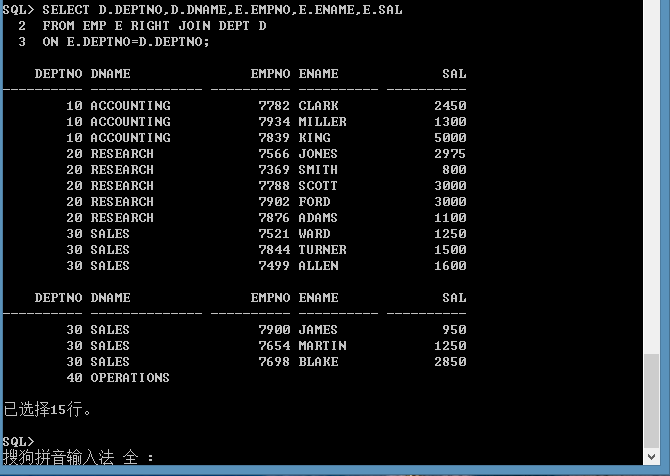 SQL> SELECT D.DEPTNO,D.DNAME,E.EMPNO,E.ENAME,E.SAL
2 FROM EMP E RIGHT JOIN DEPT D
3 ON E.DEPTNO=D.DEPTNO;
DEPTNO DNAME EMPNO ENAME SAL
---------- -------------- ---------- ---------- ----------
10 ACCOUNTING 7782 CLARK 2450
10 ACCOUNTING 7934 MILLER 1300
10 ACCOUNTING 7839 KING 5000
20 RESEARCH 7566 JONES 2975
20 RESEARCH 7369 SMITH 800
20 RESEARCH 7788 SCOTT 3000
20 RESEARCH 7902 FORD 3000
20 RESEARCH 7876 ADAMS 1100
30 SALES 7521 WARD 1250
30 SALES 7844 TURNER 1500
30 SALES 7499 ALLEN 1600
DEPTNO DNAME EMPNO ENAME SAL
---------- -------------- ---------- ---------- ----------
30 SALES 7900 JAMES 950
30 SALES 7654 MARTIN 1250
30 SALES 7698 BLAKE 2850
40 OPERATIONS
已选择15行。
SQL>
搜狗拼音输入法 全 :